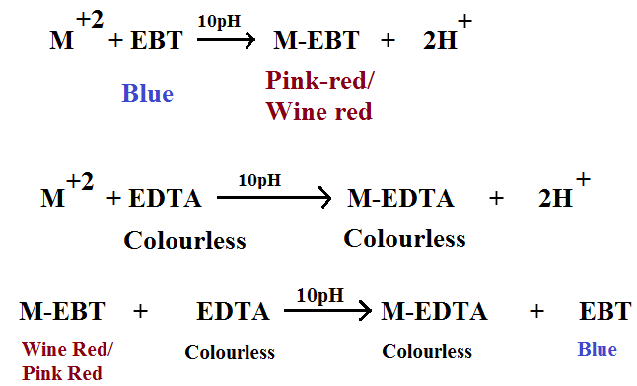 M+2 + EBT 10pH → M-EBT + 2H+
Blue Pink-red/
Wine red
M+2 + EDTA 10pH → M-EDTA + 2H+
Colourless Colourless
M-EBT + EDTA 10pH → M-EDTA + EBT
Wine Red/ Colourless Colourless Blue
Pink Red